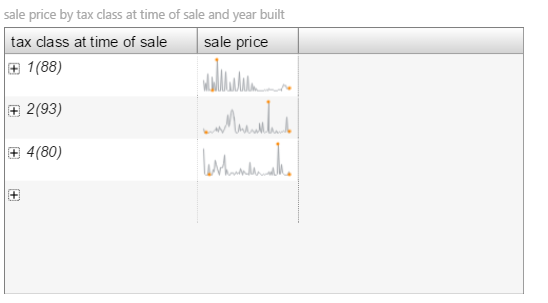 sale price by tax class at time of sale and year built
tax class at time of sale sale price
1(88)
2(93)
4(80)